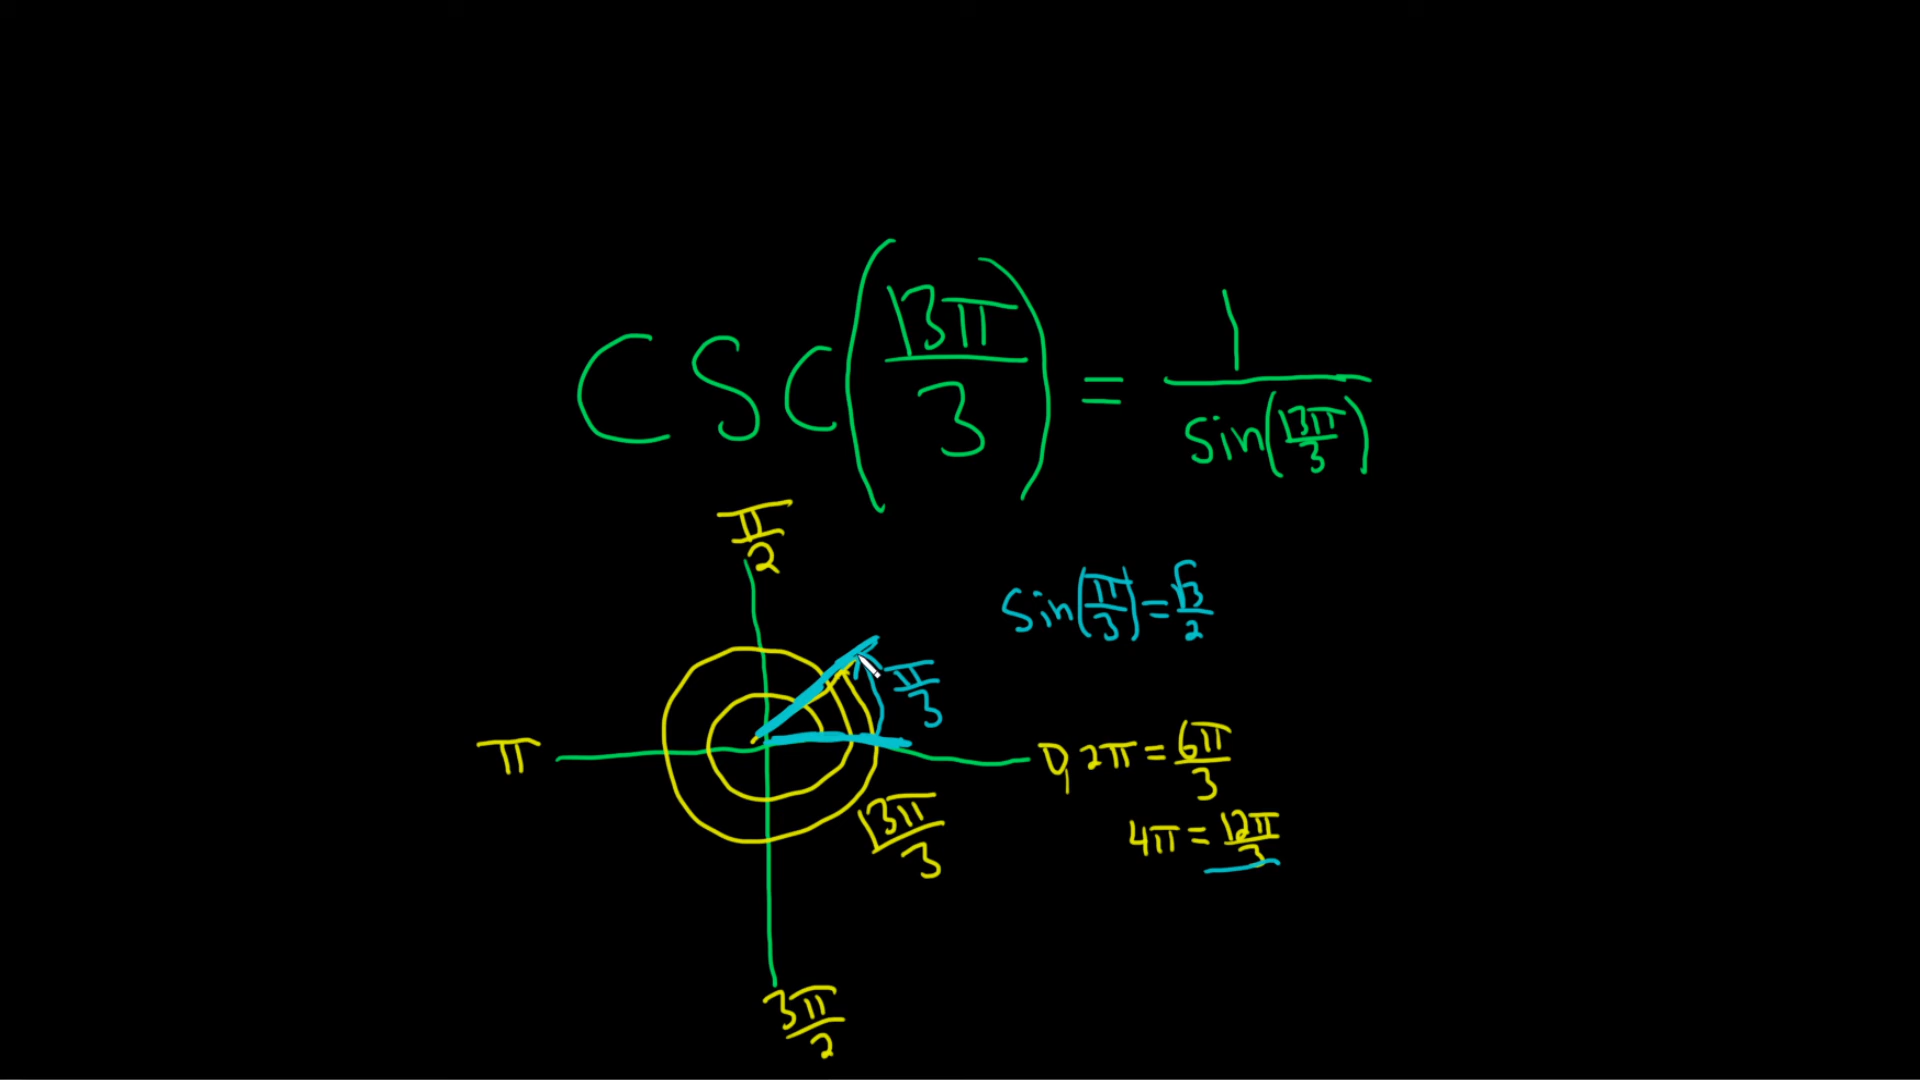 CSC(13π/3) = 1/Sin(13π/3)
π/2
Sin(π/3) = √3/2
π/3
π
0, 2π = 6π/3
13π/3
4π = 12π/3
3π/2